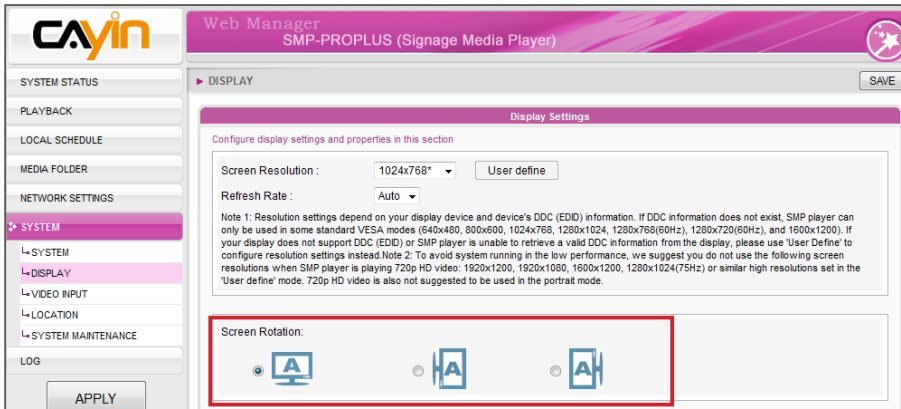 CAYIN
Web Manager
SMP-PROPLUS (Signage Media Player)
SYSTEM STATUS
PLAYBACK
LOCAL SCHEDULE
MEDIA FOLDER
NETWORK SETTINGS
SYSTEM
SYSTEM
DISPLAY
VIDEO INPUT
LOCATION
SYSTEM MAINTENANCE
LOG
APPLY
DISPLAY
SAVE
Display Settings
Configure display settings and properties in this section
Screen Resolution : 1024x768* User define
Refresh Rate : Auto
Note 1: Resolution settings depend on your display device and device's DDC (EDID) information. If DDC information does not exist, SMP player can
only be used in some standard VESA modes (640x480, 800x600, 1024x768, 1280x1024, 1280x768(60Hz), 1280x720(60Hz), and 1600x1200). If
your display does not support DDC (EDID) or SMP player is unable to retrieve a valid DDC information from the display, please use 'User Define' to
configure resolution settings instead.Note 2: To avoid system running in the low performance, we suggest you do not use the following screen
resolutions when SMP player is playing 720p HD video: 1920x1200, 1920x1080, 1600x1200, 1280x1024(75Hz) or similar high resolutions set in the
'User define' mode. 720p HD video is also not suggested to be used in the portrait mode.
Screen Rotation:
A A A